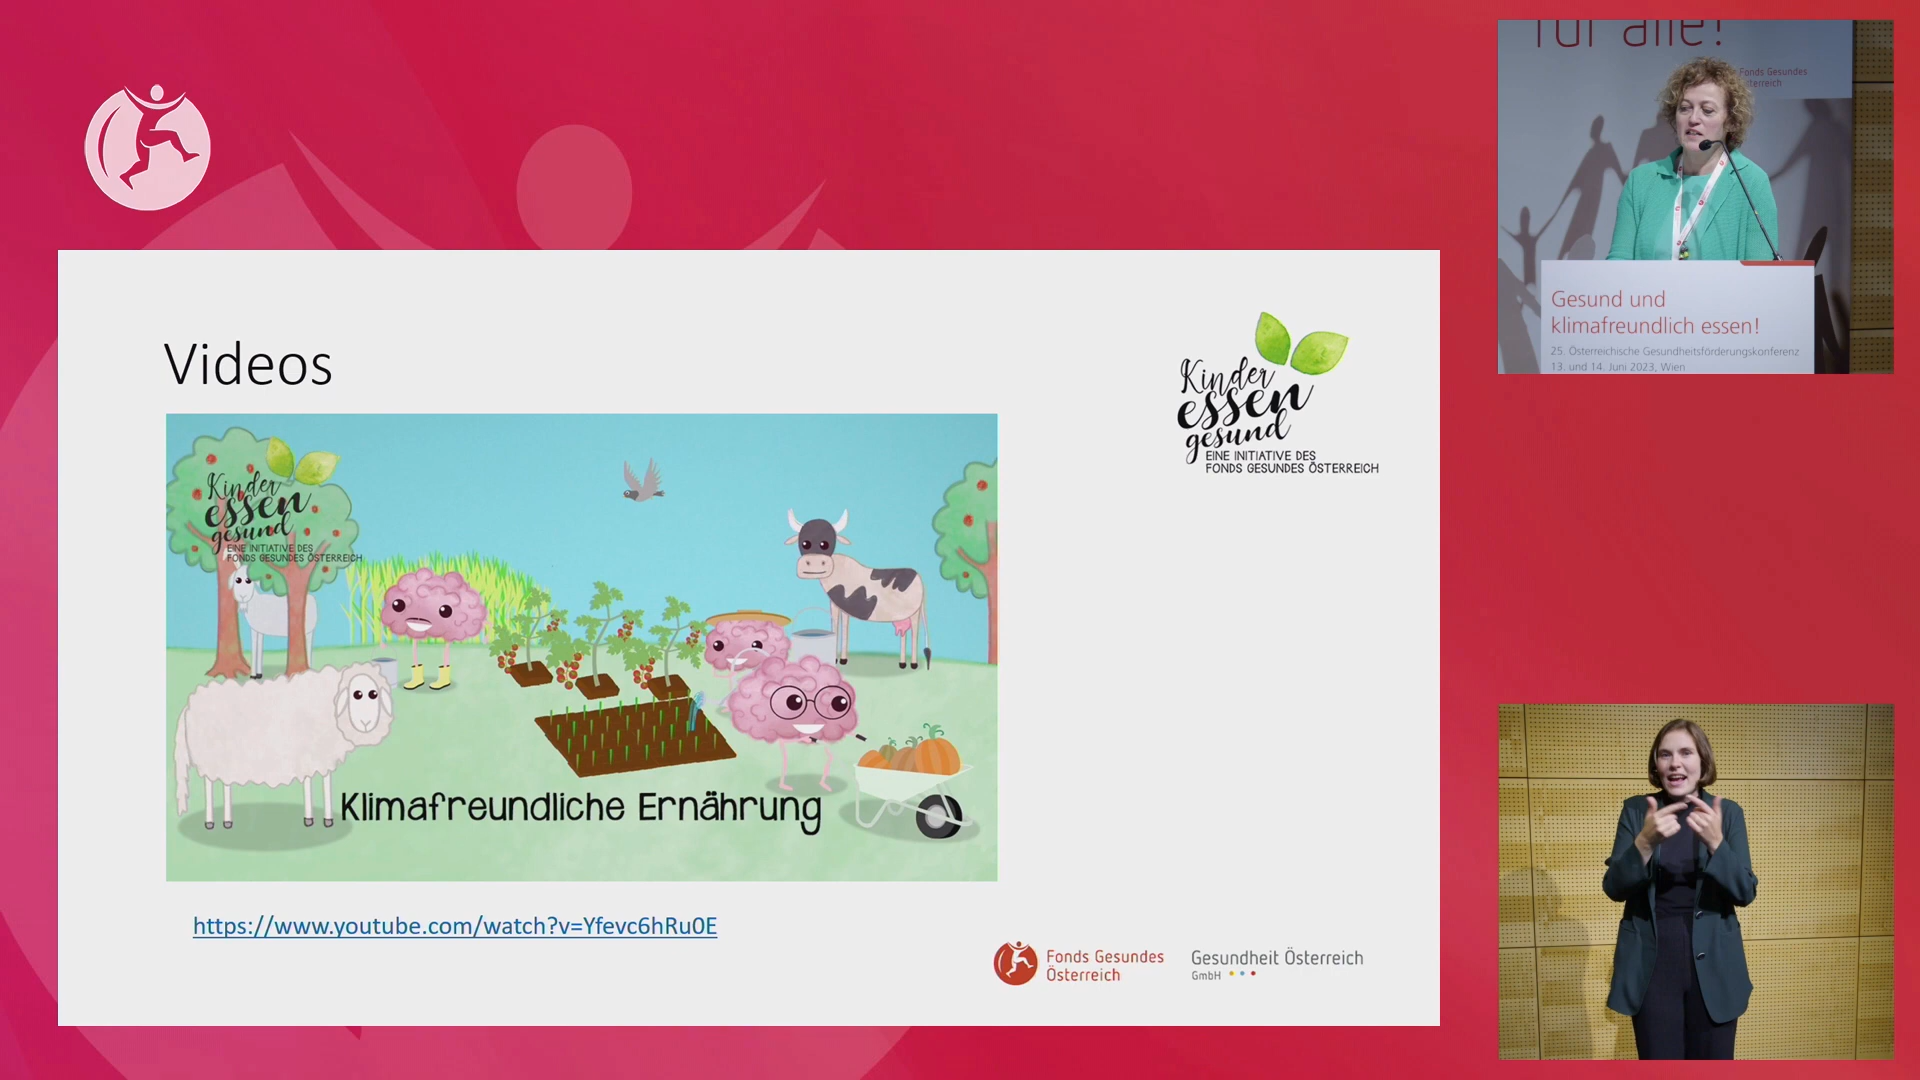 für alle!
Fonds Gesundes
Österreich
Gesund und
klimafreundlich essen!
25. Österreichische Gesundheitsförderungskonferenz
13. und 14. Juni 2023, Wien
Videos
Kinder
essen
gesund
EINE INITIATIVE DES
FONDS GESUNDES ÖSTERREICH
Kinder
essen
gesund
EINE INITIATIVE DES
FONDS GESUNDES ÖSTERREICH
Klimafreundliche Ernährung
https://www.youtube.com/watch?v=Yfevc6hRu0E
Fonds Gesundes
Österreich
Gesundheit Österreich
GmbH